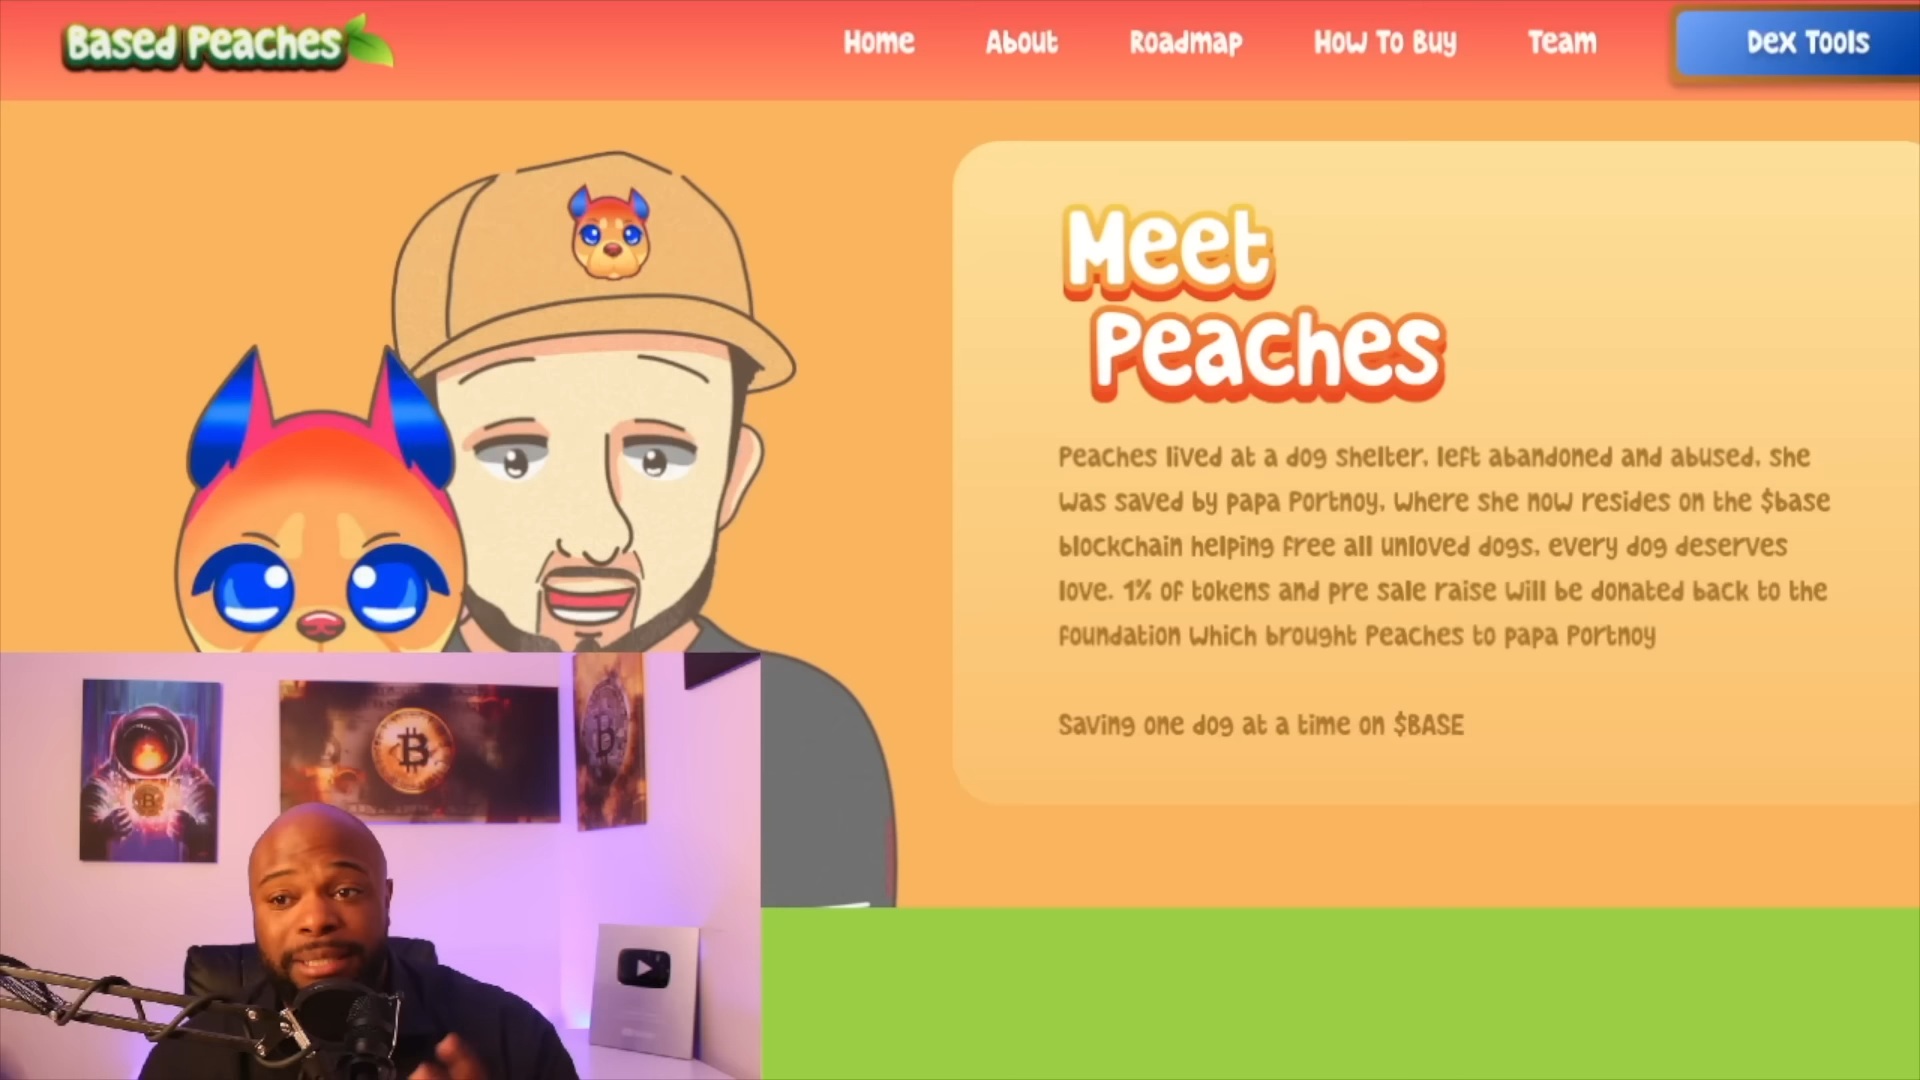 Based Peaches
Home
About
Roadmap
How To Buy
Team
Dex Tools
Meet
Peaches
Peaches lived at a dog shelter, left abandoned and abused, she
was saved by papa Portnoy, where she now resides on the $base
blockchain helping free all unloved dogs, every dog deserves
love. 1% of tokens and pre sale raise will be donated back to the
foundation which brought Peaches to papa Portnoy
Saving one dog at a time on $BASE